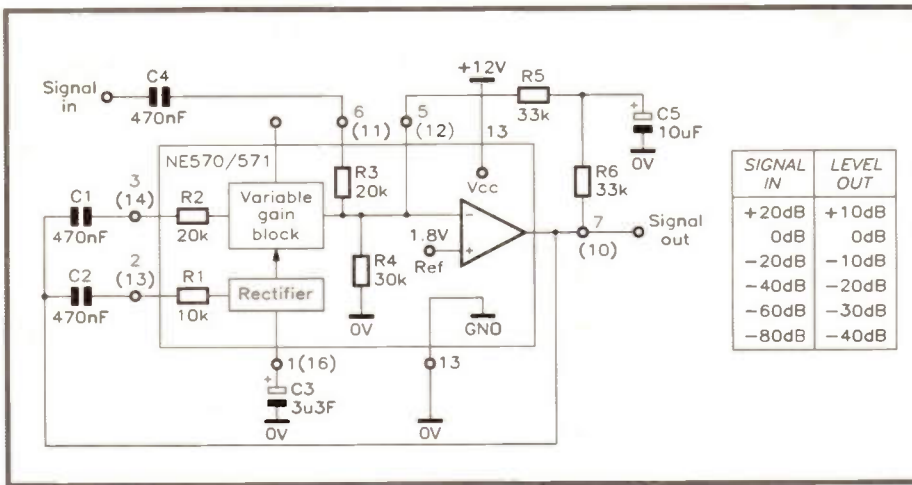 Signal
in
C4
470nF
6
(11)
5
(12)
+12V
13
R5
33k
+
C5
10uF
0V
NE570/571
R3
20k
Vcc
R6
33k
C1
470nF
3
(14)
R2
20k
Variable
gain
block
1.8V
Ref
-
+
7
(10)
Signal
out
C2
470nF
2
(13)
R1
10k
Rectifier
R4
30k
0V
GND
1(16)
+
C3
3u3F
0V
13
0V
SIGNAL IN LEVEL OUT
+20dB +10dB
0dB 0dB
-20dB -10dB
-40dB -20dB
-60dB -30dB
-80dB -40dB